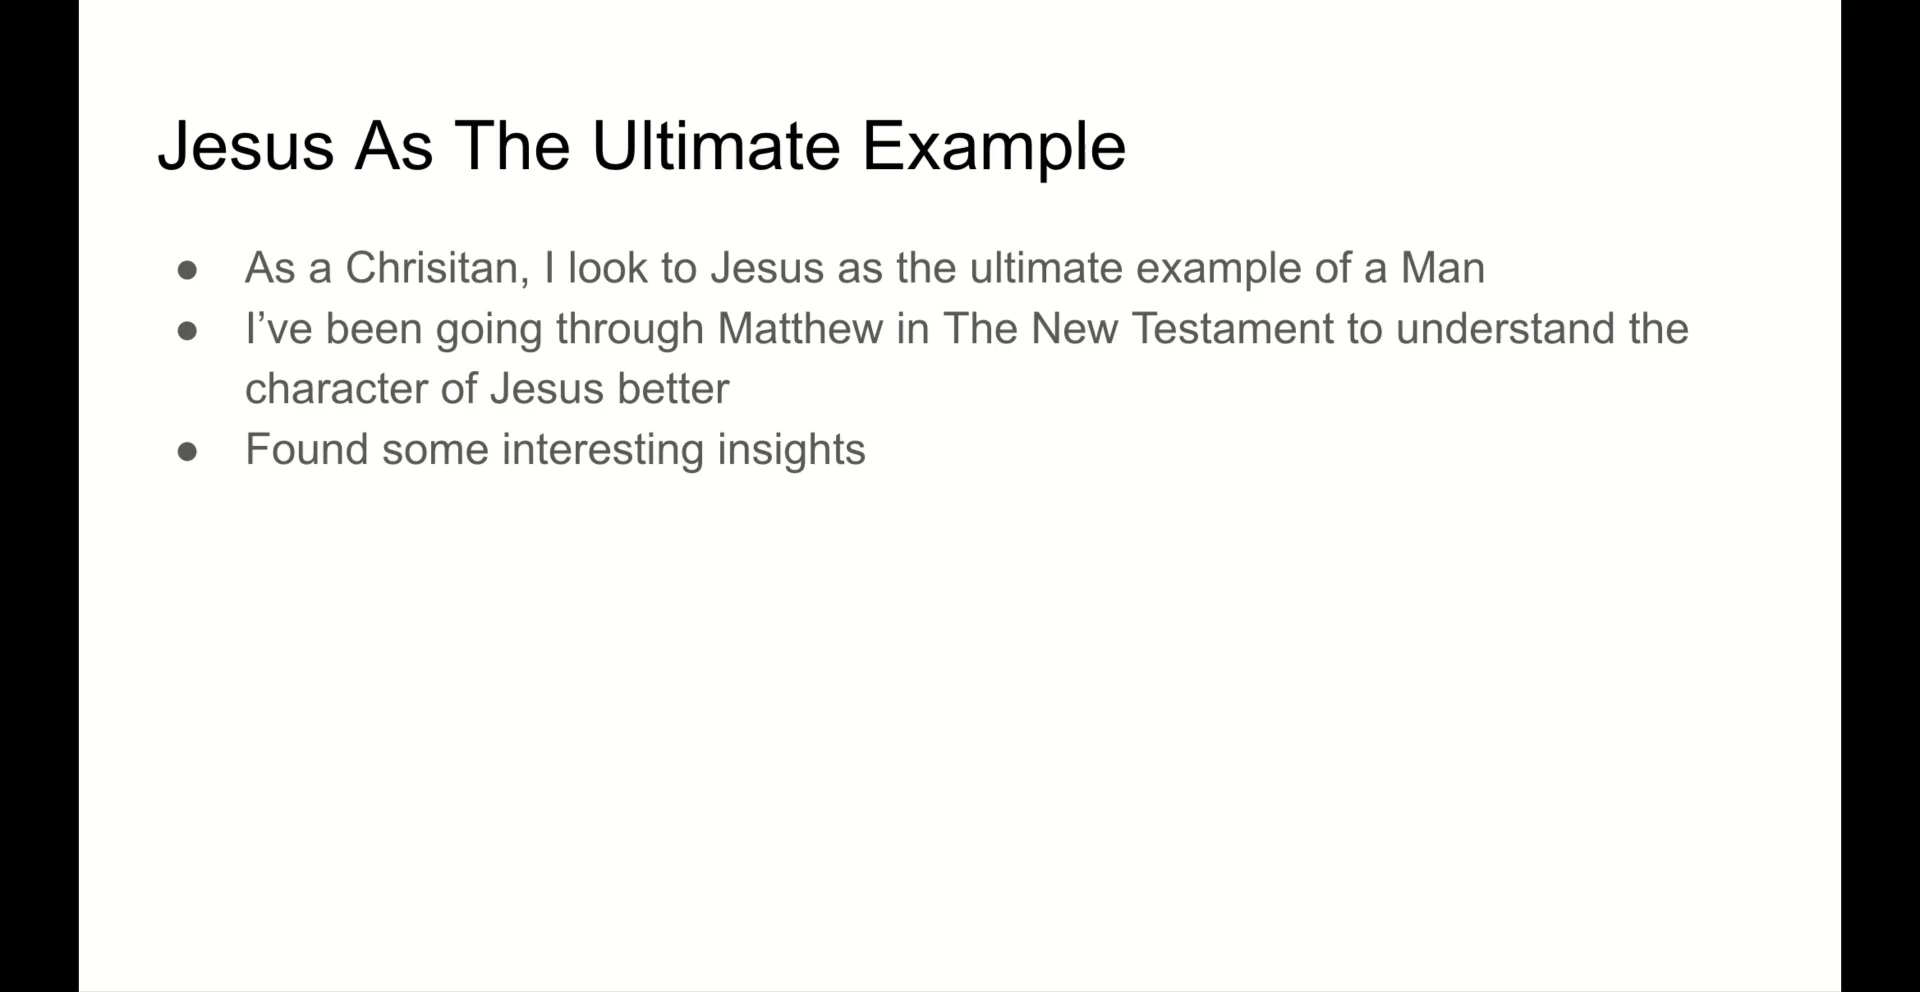 Jesus As The Ultimate Example
● As a Chrisitan, I look to Jesus as the ultimate example of a Man
● I’ve been going through Matthew in The New Testament to understand the
character of Jesus better
● Found some interesting insights